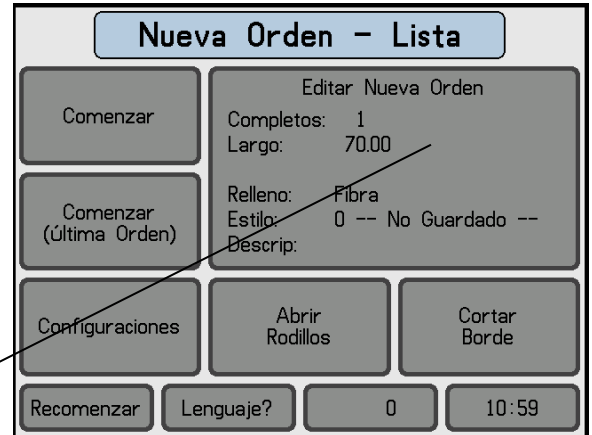 Nueva Orden - Lista
Comenzar
Editar Nueva Orden
Completos: 1
Largo: 70.00
Relleno: Fibra
Estilo: 0 -- No Guardado --
Descrip:
Comenzar
(última Orden)
Configuraciones
Abrir
Rodillos
Cortar
Borde
Recomenzar
Lenguaje?
0
10:59